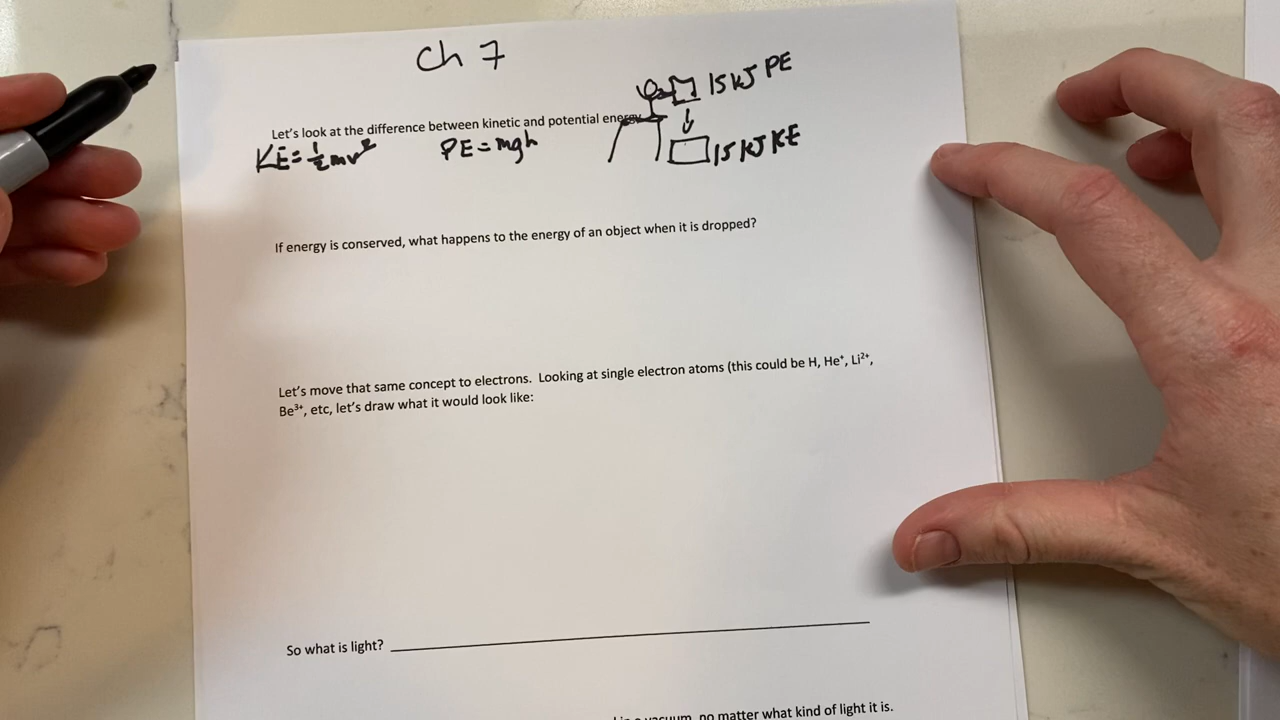 Ch 7
15 kJ PE
Let's look at the difference between kinetic and potential energy
KE = ½mv²
PE = mgh
15 kJ KE
If energy is conserved, what happens to the energy of an object when it is dropped?
Let's move that same concept to electrons. Looking at single electron atoms (this could be H, He⁺, Li²⁺,
Be³⁺, etc, let's draw what it would look like:
So what is light?
vacuum, no matter what kind of light it is.